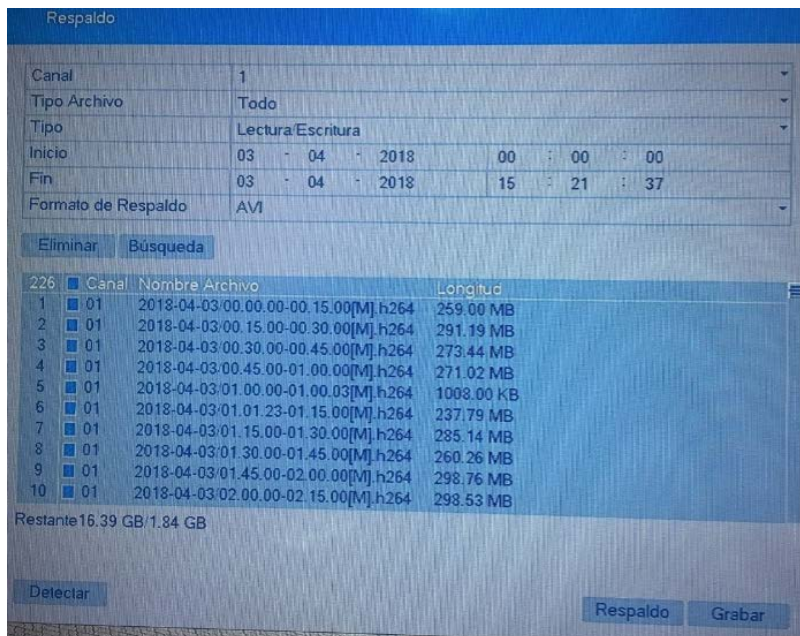 Respaldo
Canal 1
Tipo Archivo Todo
Tipo Lectura/Escritura
Inicio 03 - 04 - 2018 00 : 00 : 00
Fin 03 - 04 - 2018 15 : 21 : 37
Formato de Respaldo AVI
Eliminar Búsqueda
226 Canal Nombre Archivo Longitud
1 01 2018-04-03/00.00.00-00.15.00[M].h264 259.00 MB
2 01 2018-04-03/00.15.00-00.30.00[M].h264 291.19 MB
3 01 2018-04-03/00.30.00-00.45.00[M].h264 273.44 MB
4 01 2018-04-03/00.45.00-01.00.00[M].h264 271.02 MB
5 01 2018-04-03/01.00.00-01.00.03[M].h264 1008.00 KB
6 01 2018-04-03/01.01.23-01.15.00[M].h264 237.79 MB
7 01 2018-04-03/01.15.00-01.30.00[M].h264 285.14 MB
8 01 2018-04-03/01.30.00-01.45.00[M].h264 260.26 MB
9 01 2018-04-03/01.45.00-02.00.00[M].h264 298.76 MB
10 01 2018-04-03/02.00.00-02.15.00[M].h264 298.53 MB
Restante16.39 GB/1.84 GB
Detectar
Respaldo Grabar